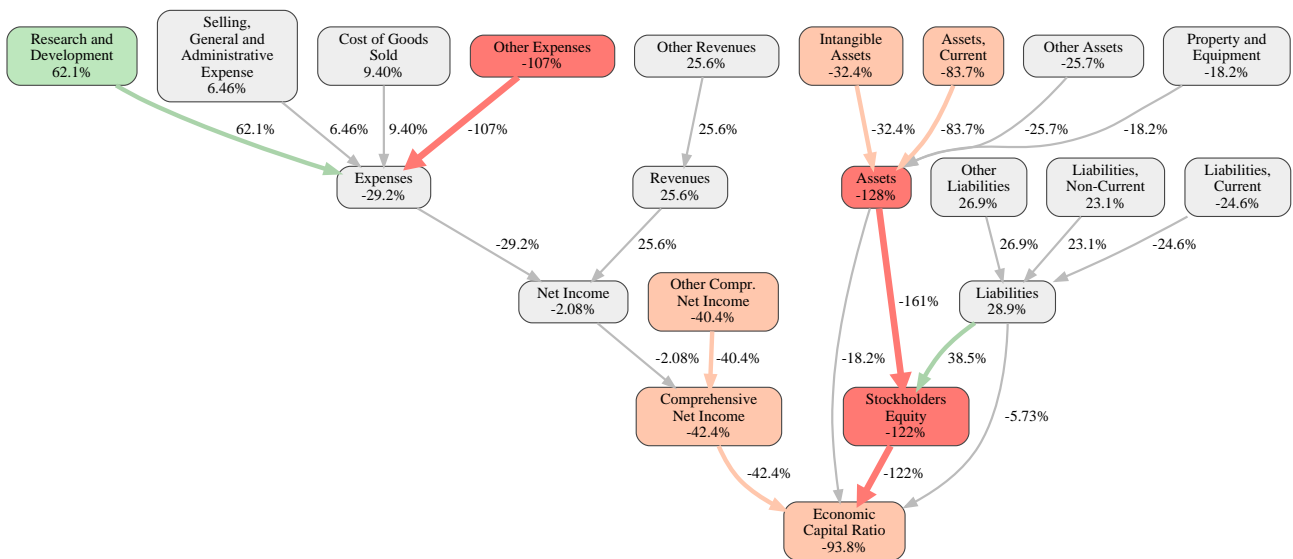 Research and
Development
62.1%
Selling,
General and
Administrative
Expense
6.46%
Cost of Goods
Sold
9.40%
Other Expenses
-107%
Other Revenues
25.6%
Intangible
Assets
-32.4%
Assets,
Current
-83.7%
Other Assets
-25.7%
Property and
Equipment
-18.2%
62.1%
6.46%
9.40%
-107%
25.6%
-32.4%
-83.7%
-25.7%
-18.2%
Expenses
-29.2%
Revenues
25.6%
Assets
-128%
Other
Liabilities
26.9%
Liabilities,
Non-Current
23.1%
Liabilities,
Current
-24.6%
-29.2%
25.6%
26.9%
23.1%
-24.6%
Net Income
-2.08%
Other Compr.
Net Income
-40.4%
-161%
Liabilities
28.9%
-2.08%
-40.4%
-18.2%
38.5%
Comprehensive
Net Income
-42.4%
Stockholders
Equity
-122%
-5.73%
-42.4%
-122%
Economic
Capital Ratio
-93.8%